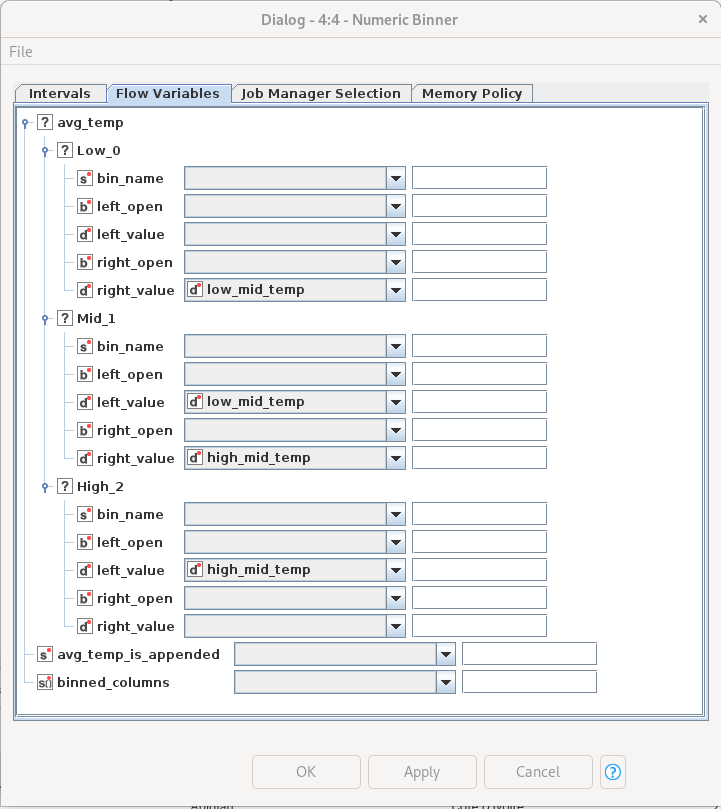 Dialog - 4:4 - Numeric Binner ×
File
Intervals Flow Variables Job Manager Selection Memory Policy
? avg_temp
? Low_0
s bin_name
b left_open
d left_value
b right_open
d right_value d low_mid_temp
? Mid_1
s bin_name
b left_open
d left_value d low_mid_temp
b right_open
d right_value d high_mid_temp
? High_2
s bin_name
b left_open
d left_value d high_mid_temp
b right_open
d right_value
s avg_temp_is_appended
s[] binned_columns
OK Apply Cancel ?